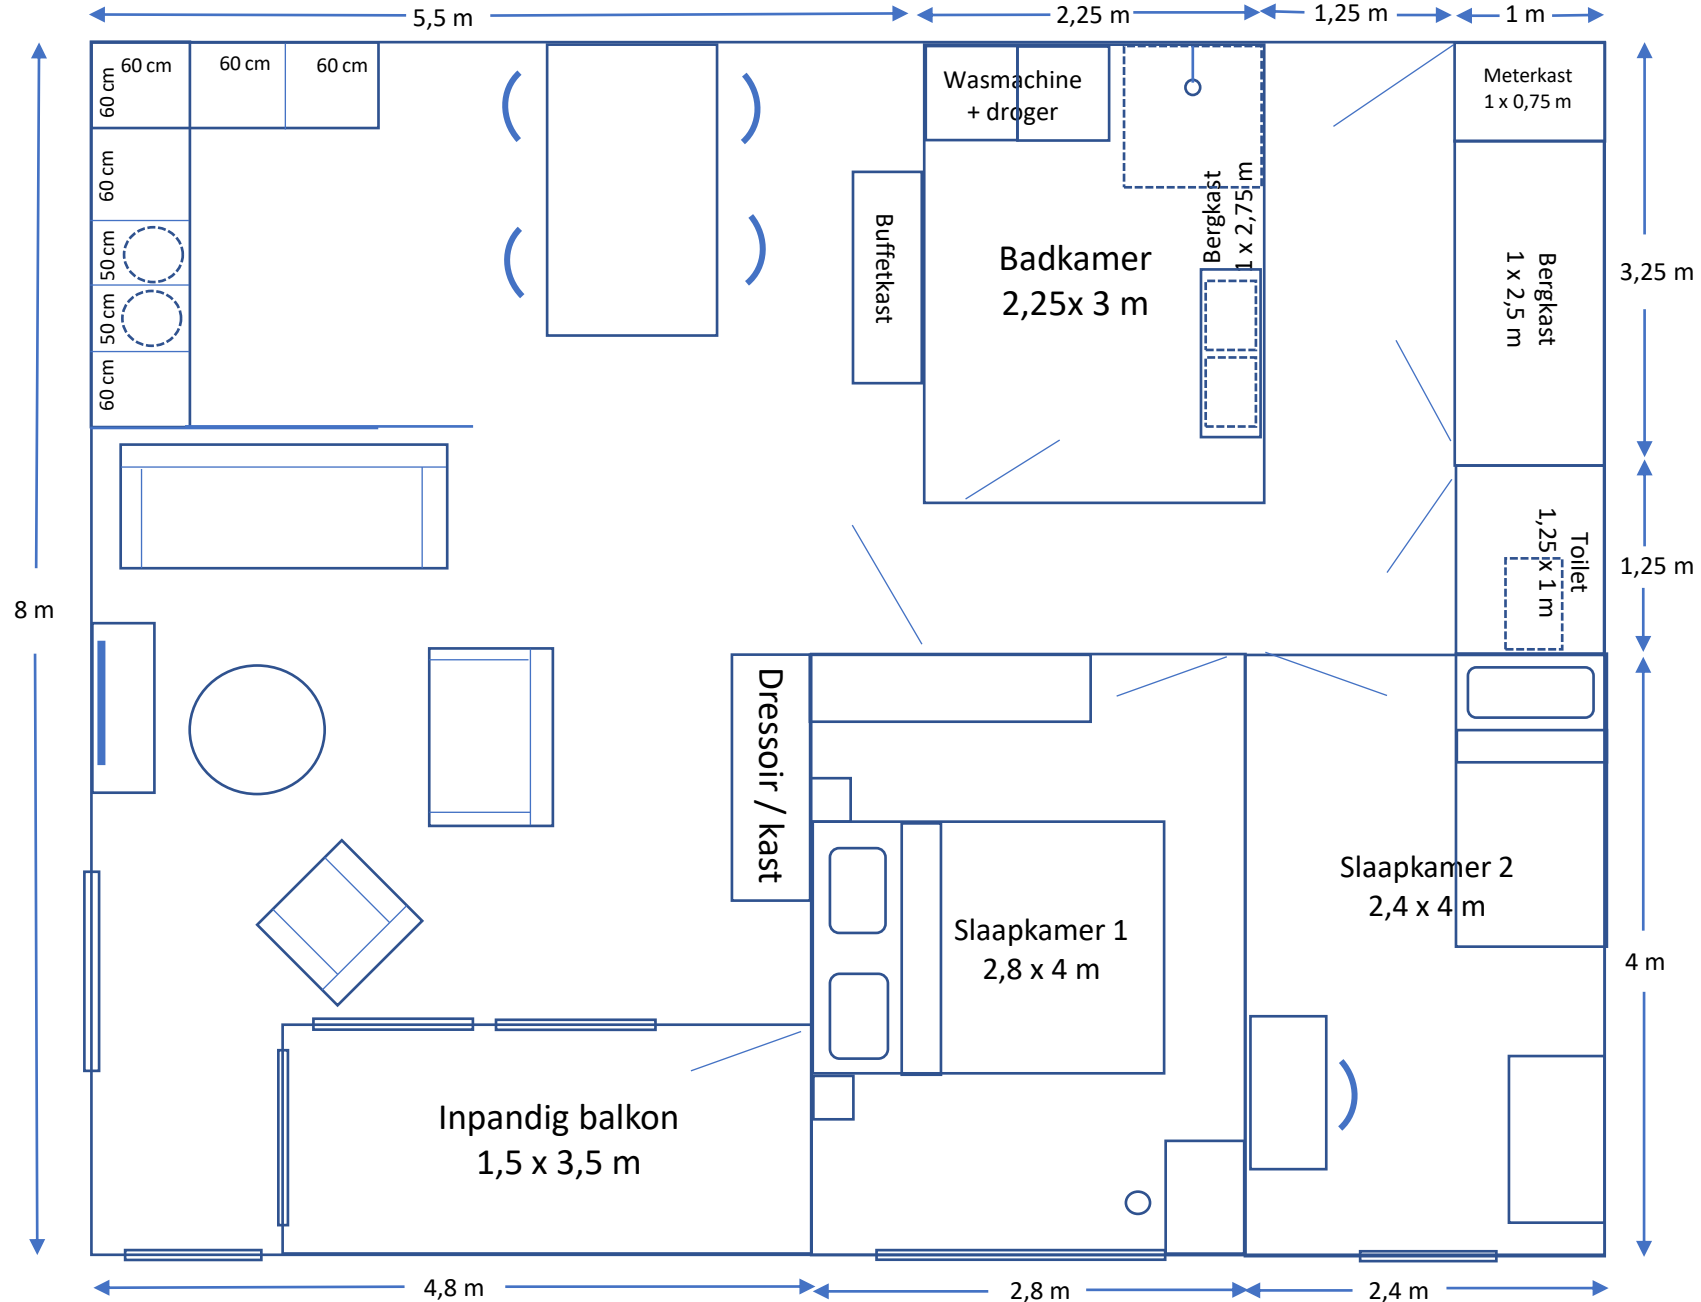 5,5 m
2,25 m
1,25 m
1 m
60 cm
60 cm
60 cm
60 cm
60 cm
50 cm
50 cm
60 cm
Wasmachine
+ droger
Meterkast
1 x 0,75 m
Buffetkast
Badkamer
2,25x 3 m
Bergkast
1 x 2,75 m
Bergkast
1 x 2,5 m
3,25 m
Toilet
1,25 x 1 m
1,25 m
8 m
Dressoir / kast
Slaapkamer 1
2,8 x 4 m
Slaapkamer 2
2,4 x 4 m
4 m
Inpandig balkon
1,5 x 3,5 m
4,8 m
2,8 m
2,4 m